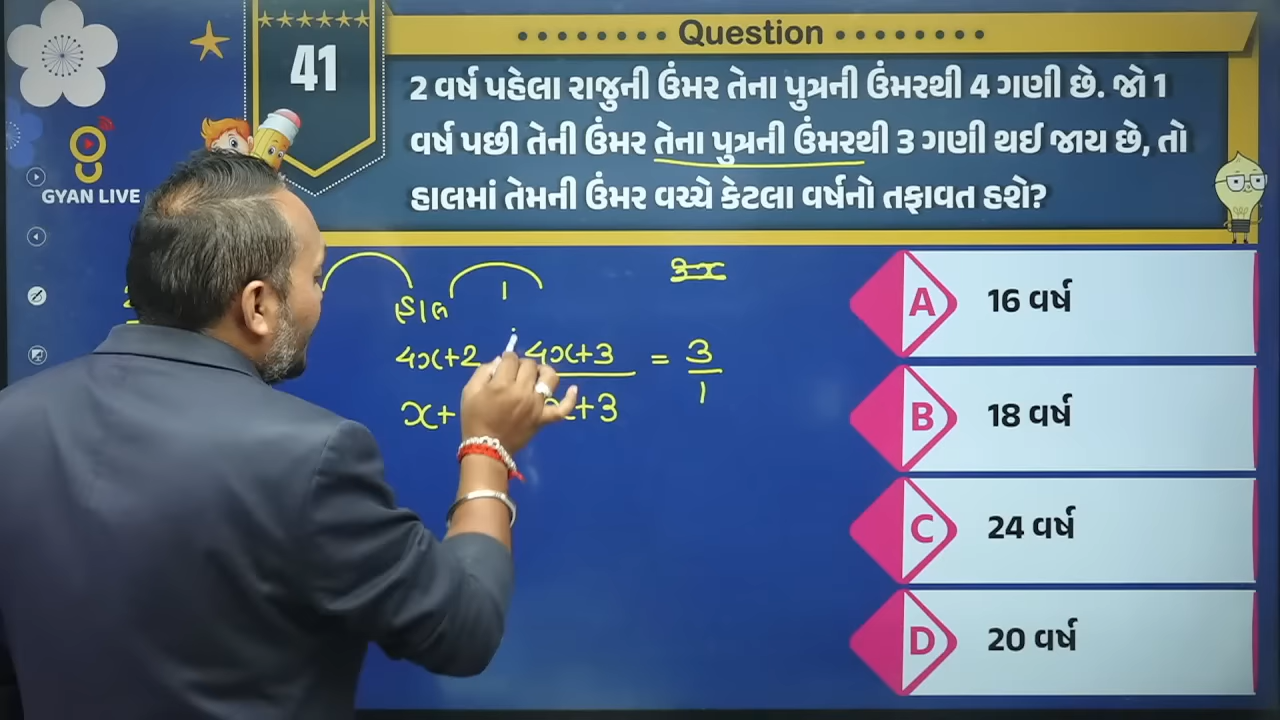 Question
41
2 વર્ષ પહેલા રાજુની ઉંમર તેના પુત્રની ઉંમરથી 4 ગણી છે. જો 1
વર્ષ પછી તેની ઉંમર તેના પુત્રની ઉંમરથી 3 ગણી થઈ જાય છે, તો
હાલમાં તેમની ઉંમર વચ્ચે કેટલા વર્ષનો તફાવત હશે?
GYAN LIVE
3x
હાલ 1
4x+2 4x+3 = 3
x+ x+3 1
A 16 વર્ષ
B 18 વર્ષ
C 24 વર્ષ
D 20 વર્ષ